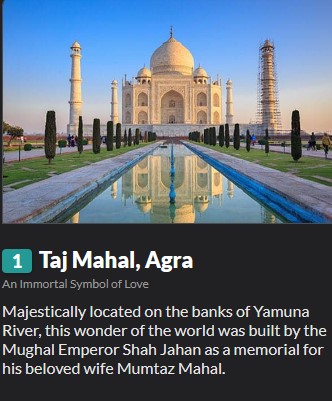 1 Taj Mahal, Agra
An Immortal Symbol of Love
Majestically located on the banks of Yamuna
River, this wonder of the world was built by the
Mughal Emperor Shah Jahan as a memorial for
his beloved wife Mumtaz Mahal.